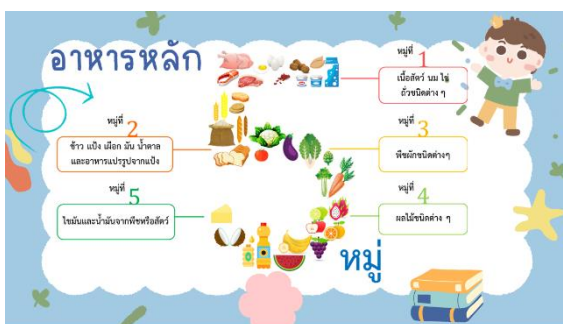 อาหารหลัก
หมู่ที่ 1
เนื้อสัตว์ นม ไข่
ถั่วชนิดต่าง ๆ
หมู่ที่ 2
ข้าว แป้ง เผือก มัน น้ำตาล
และอาหารแปรรูปจากแป้ง
หมู่ที่ 3
พืชผักชนิดต่างๆ
หมู่ที่ 4
ผลไม้ชนิดต่าง ๆ
หมู่ที่ 5
ไขมันและน้ำมันจากพืชหรือสัตว์
หมู่